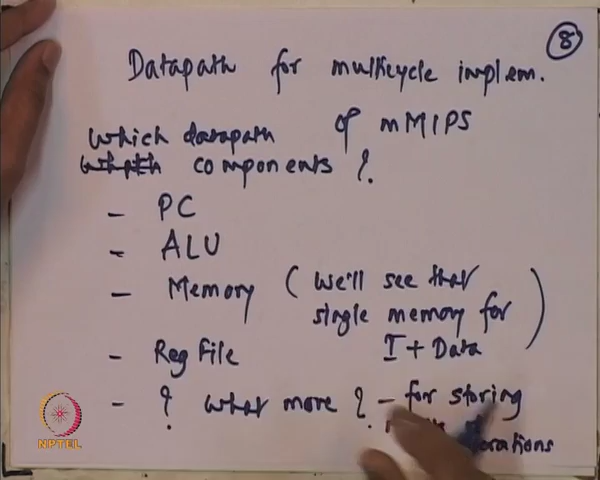 8
Datapath for multicycle implem.
of mMIPS
Which datapath
components ?
- PC
- ALU
- Memory ( We'll see that
single memory for )
- Reg File I + Data
- ? what more ? - for storing
NPTEL